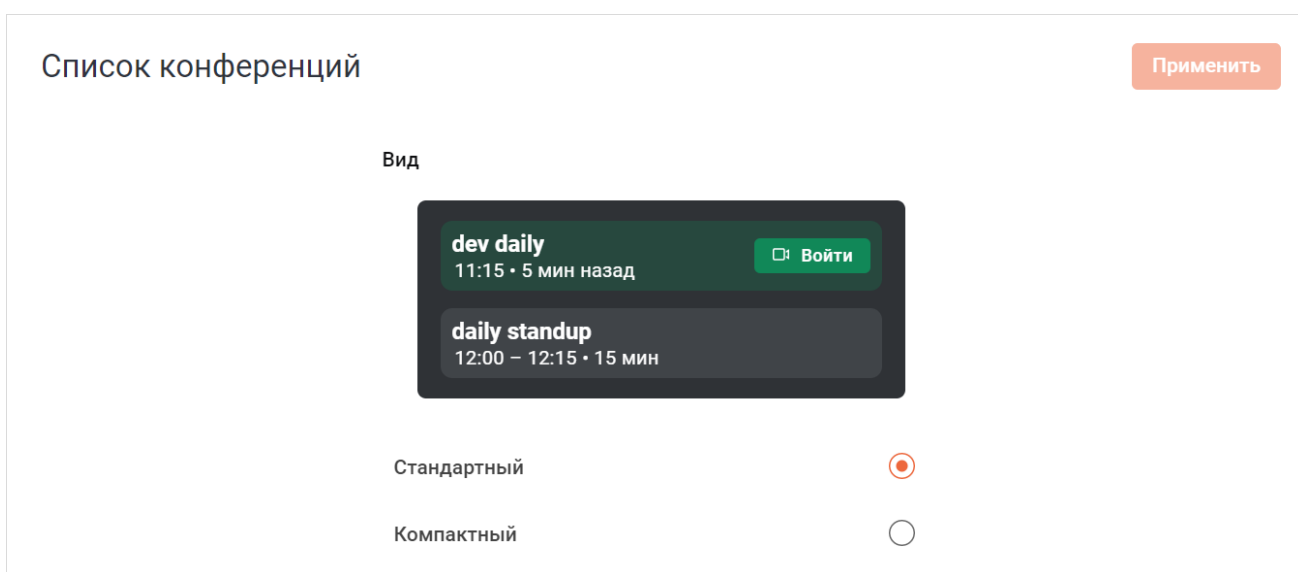 Список конференций
Применить
Вид
dev daily
11:15 • 5 мин назад
Войти
daily standup
12:00 – 12:15 • 15 мин
Стандартный
Компактный